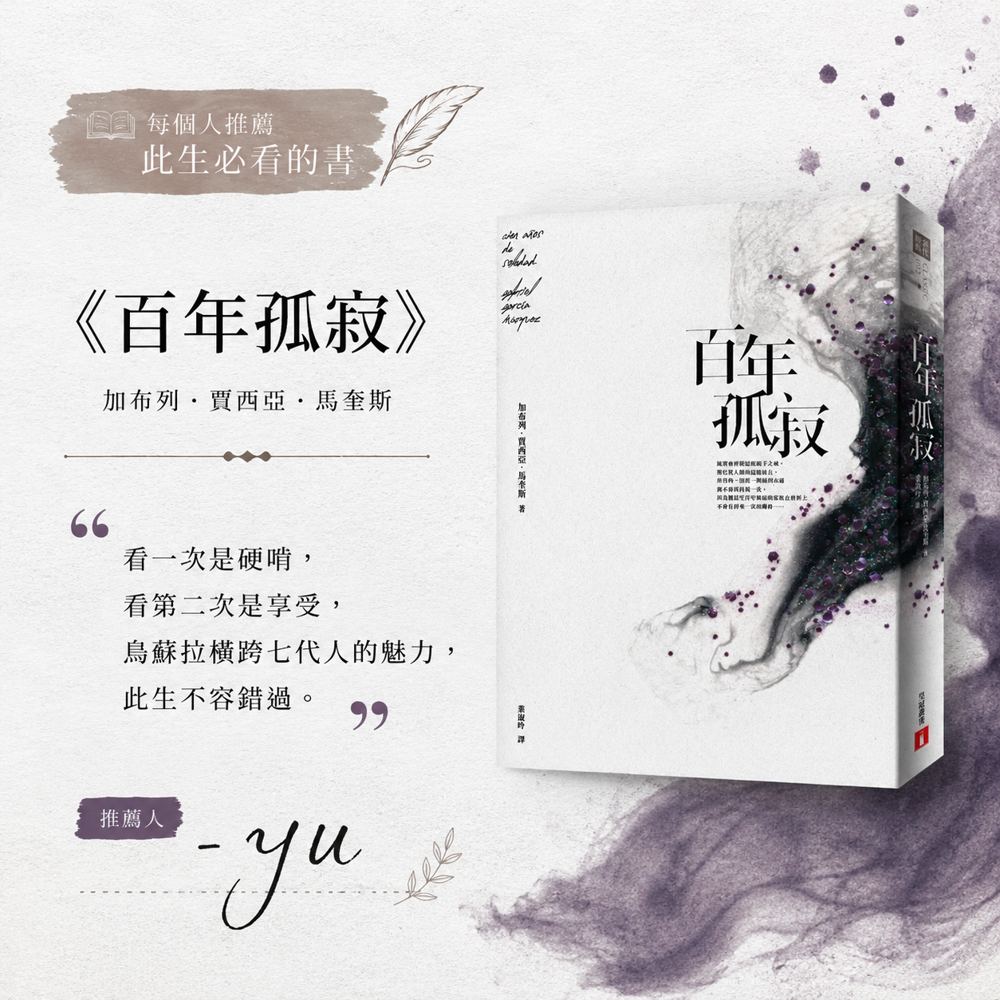 每個人推薦
此生必看的書
《百年孤寂》
加布列．賈西亞．馬奎斯
“
看一次是硬啃，
看第二次是享受，
烏蘇拉橫跨七代人的魅力，
此生不容錯過。
”
推薦人
- yu
cien años
de
soledad
gabriel
garcía
márquez
百年
孤寂
加布列．賈西亞．馬奎斯 著
葉淑吟 譯
百年孤寂